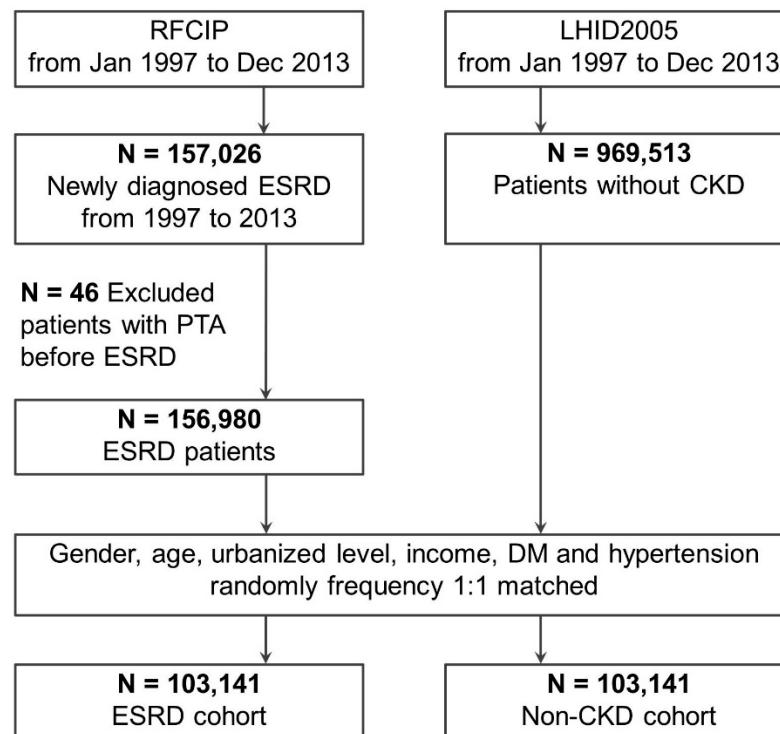 RFCIP
from Jan 1997 to Dec 2013
LHID2005
from Jan 1997 to Dec 2013
N = 157,026
Newly diagnosed ESRD
from 1997 to 2013
N = 969,513
Patients without CKD
N = 46 Excluded
patients with PTA
before ESRD
N = 156,980
ESRD patients
Gender, age, urbanized level, income, DM and hypertension
randomly frequency 1:1 matched
N = 103,141
ESRD cohort
N = 103,141
Non-CKD cohort